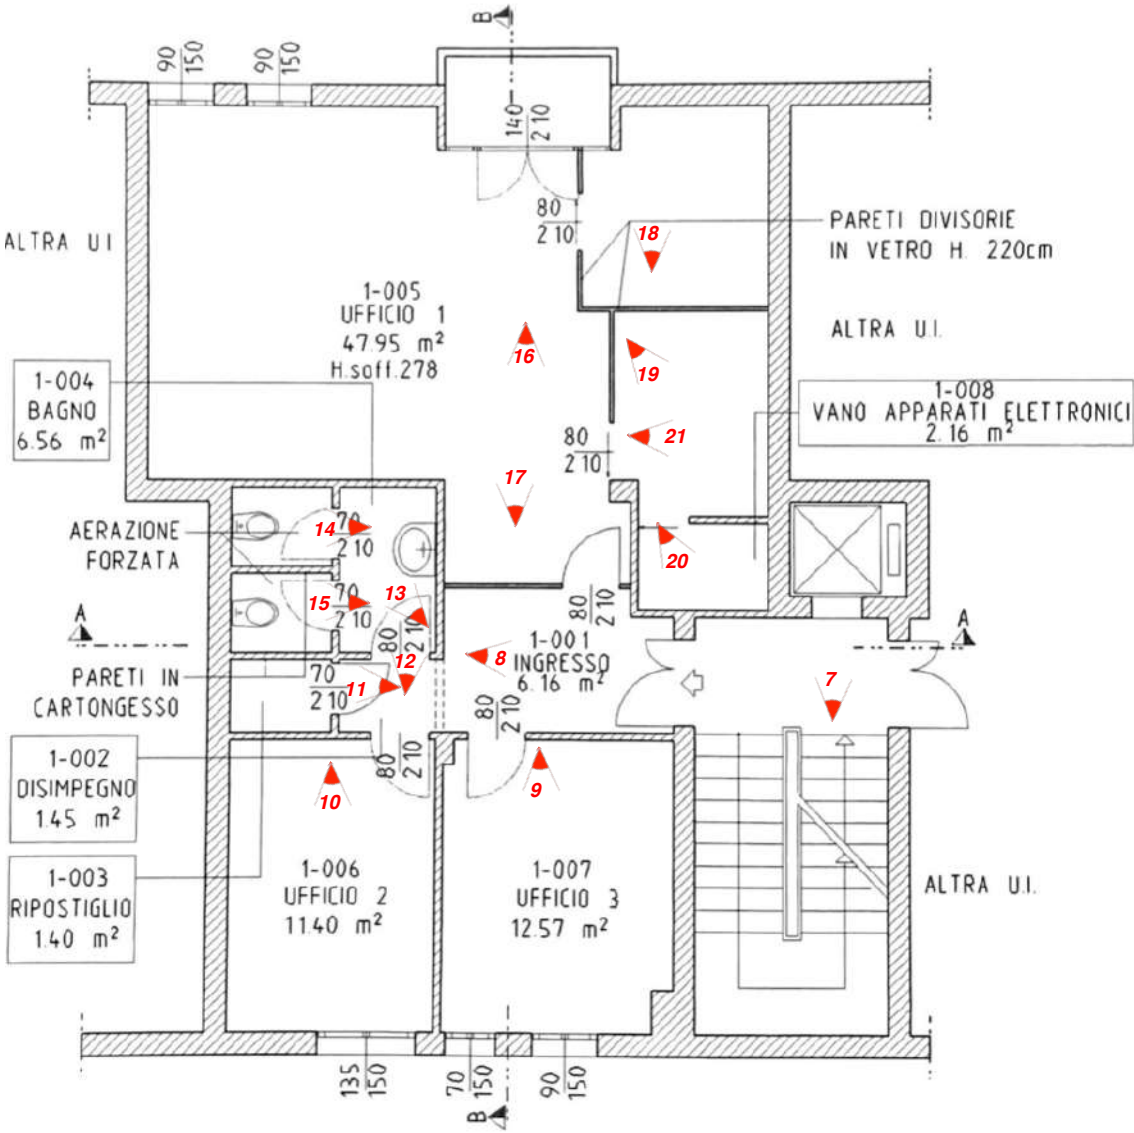 B
90
150
90
150
140
210
80
210
18
PARETI DIVISORIE
IN VETRO H. 220cm
ALTRA U.I
1-005
UFFICIO 1
47.95 m²
H.soff.278
16
19
ALTRA U.I.
1-004
BAGNO
6.56 m²
1-008
VANO APPARATI ELETTRONICI
2.16 m²
80
210
21
17
AERAZIONE
FORZATA
14
70
210
20
15
70
210
13
80
210
80
210
A
A
12
8
1-001
INGRESSO
6.16 m²
PARETI IN
CARTONGESSO
70
210
11
7
80
210
1-002
DISIMPEGNO
1.45 m²
80
210
10
9
1-003
RIPOSTIGLIO
1.40 m²
1-006
UFFICIO 2
11.40 m²
1-007
UFFICIO 3
12.57 m²
ALTRA U.I.
135
150
70
150
90
150
B